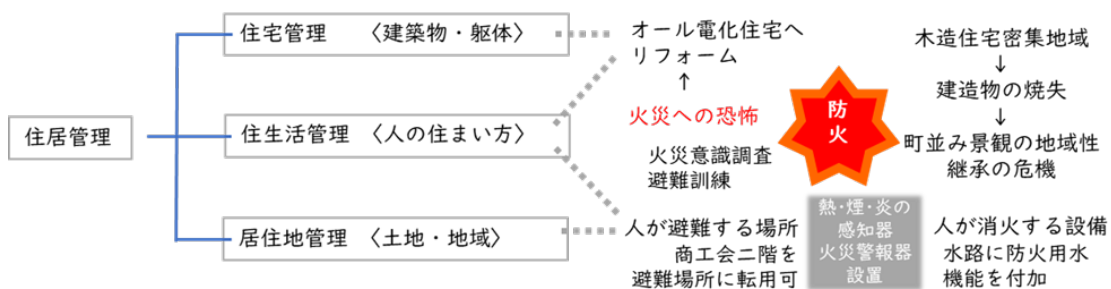 住居管理
住宅管理 〈建築物・躯体〉
住生活管理 〈人の住まい方〉
居住地管理 〈土地・地域〉
オール電化住宅へ
リフォーム
↑
火災への恐怖
火災意識調査
避難訓練
人が避難する場所
商工会二階を
避難場所に転用可
防
火
熱・煙・炎の
感知器
火災警報器
設置
木造住宅密集地域
↓
建造物の焼失
↓
町並み景観の地域性
継承の危機
人が消火する設備
水路に防火用水
機能を付加